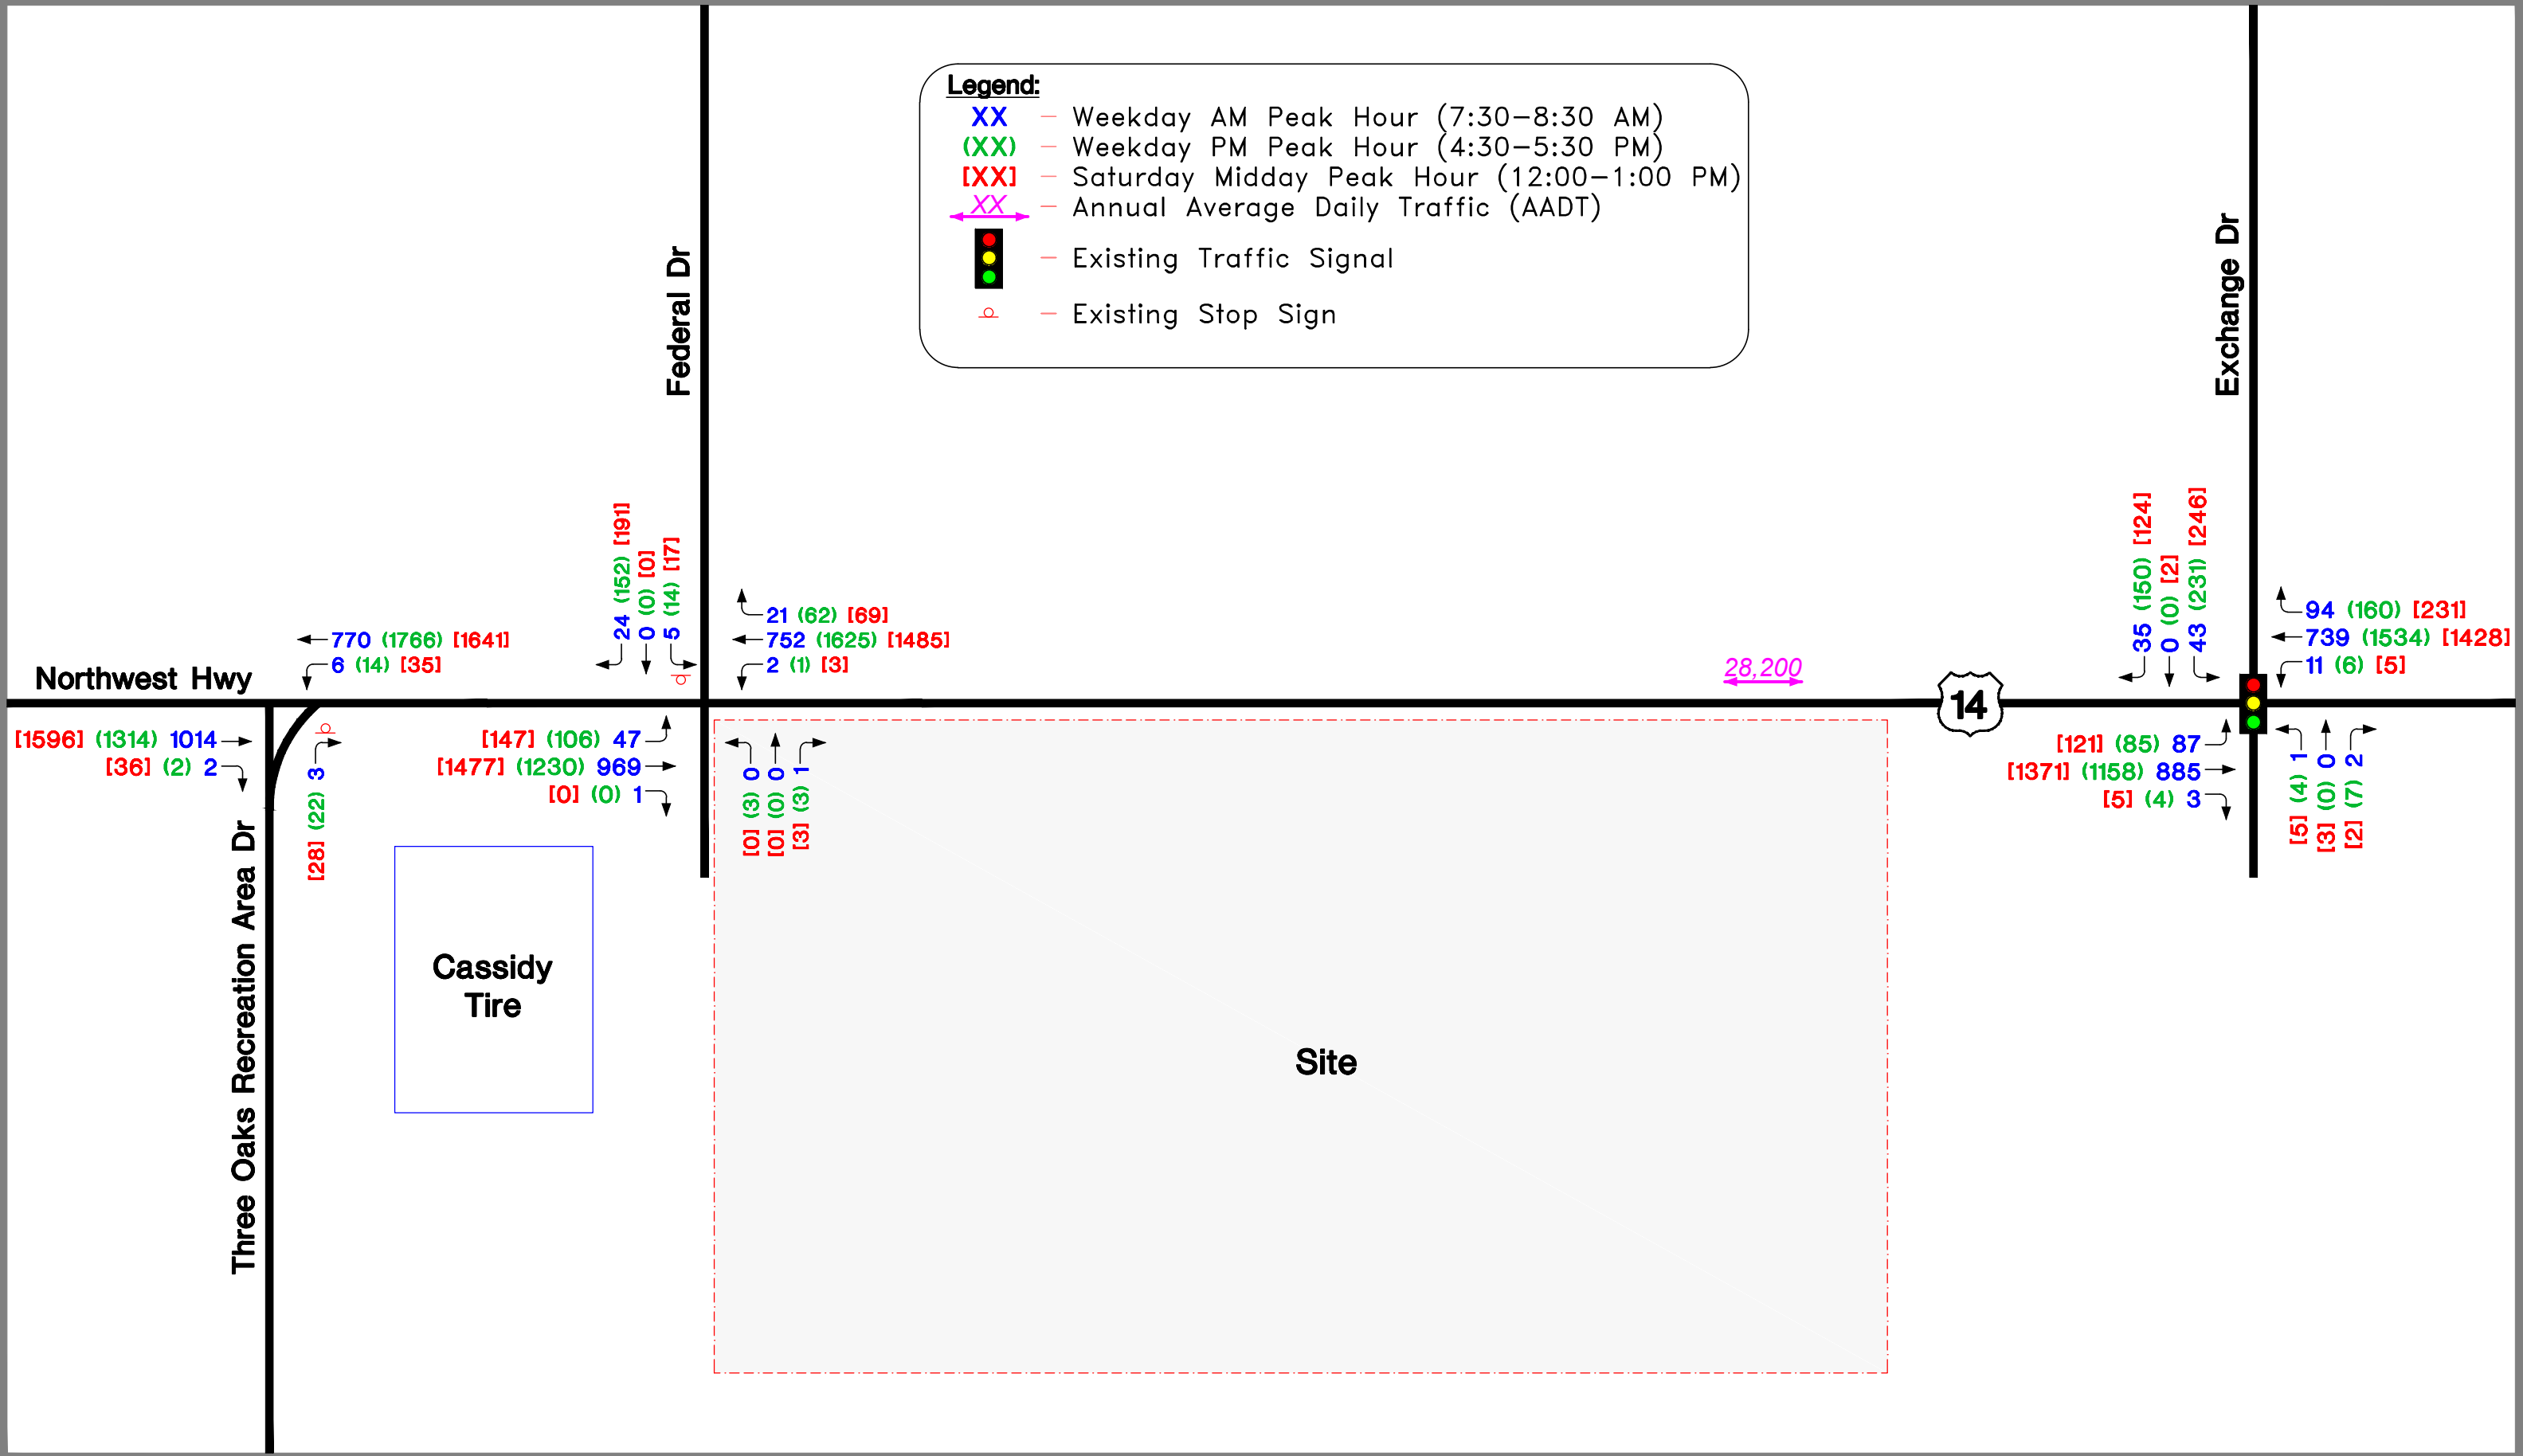 Legend:
XX – Weekday AM Peak Hour (7:30–8:30 AM)
(XX) – Weekday PM Peak Hour (4:30–5:30 PM)
[XX] – Saturday Midday Peak Hour (12:00–1:00 PM)
XX – Annual Average Daily Traffic (AADT)
– Existing Traffic Signal
– Existing Stop Sign
Federal Dr
Exchange Dr
24 (152) [191]
0 (0) [0]
5 (14) [17]
35 (150) [124]
0 (0) [2]
43 (231) [246]
770 (1766) [1641]
6 (14) [35]
21 (62) [69]
752 (1625) [1485]
2 (1) [3]
94 (160) [231]
739 (1534) [1428]
11 (6) [5]
Northwest Hwy
28,200
14
[1596] (1314) 1014
[36] (2) 2
[28] (22) 3
[147] (106) 47
[1477] (1230) 969
[0] (0) 1
[0] (3) 0
[0] (0) 0
[3] (3) 1
[121] (85) 87
[1371] (1158) 885
[5] (4) 3
[5] (4) 1
[3] (0) 0
[2] (7) 2
Three Oaks Recreation Area Dr
Cassidy
Tire
Site